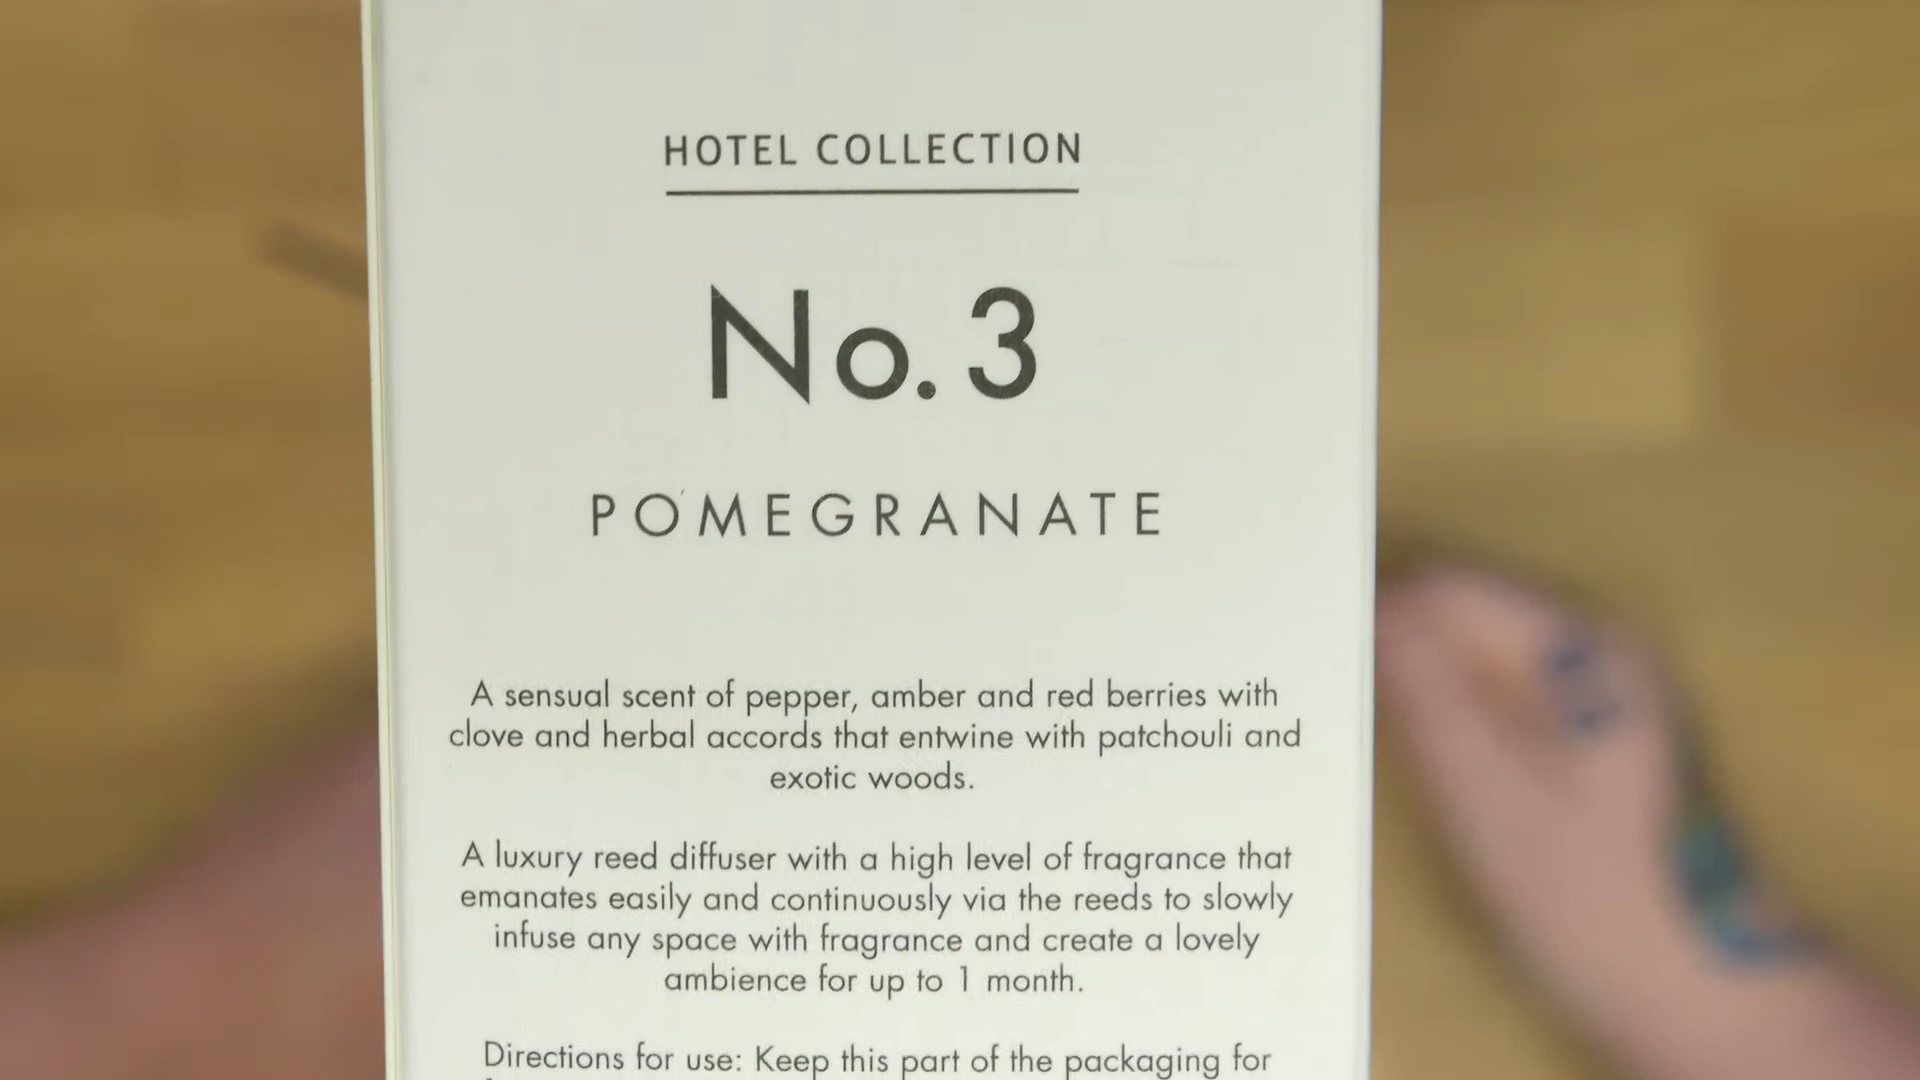 HOTEL COLLECTION
No. 3
POMEGRANATE
A sensual scent of pepper, amber and red berries with
clove and herbal accords that entwine with patchouli and
exotic woods.
A luxury reed diffuser with a high level of fragrance that
emanates easily and continuously via the reeds to slowly
infuse any space with fragrance and create a lovely
ambience for up to 1 month.
Directions for use: Keep this part of the packaging for